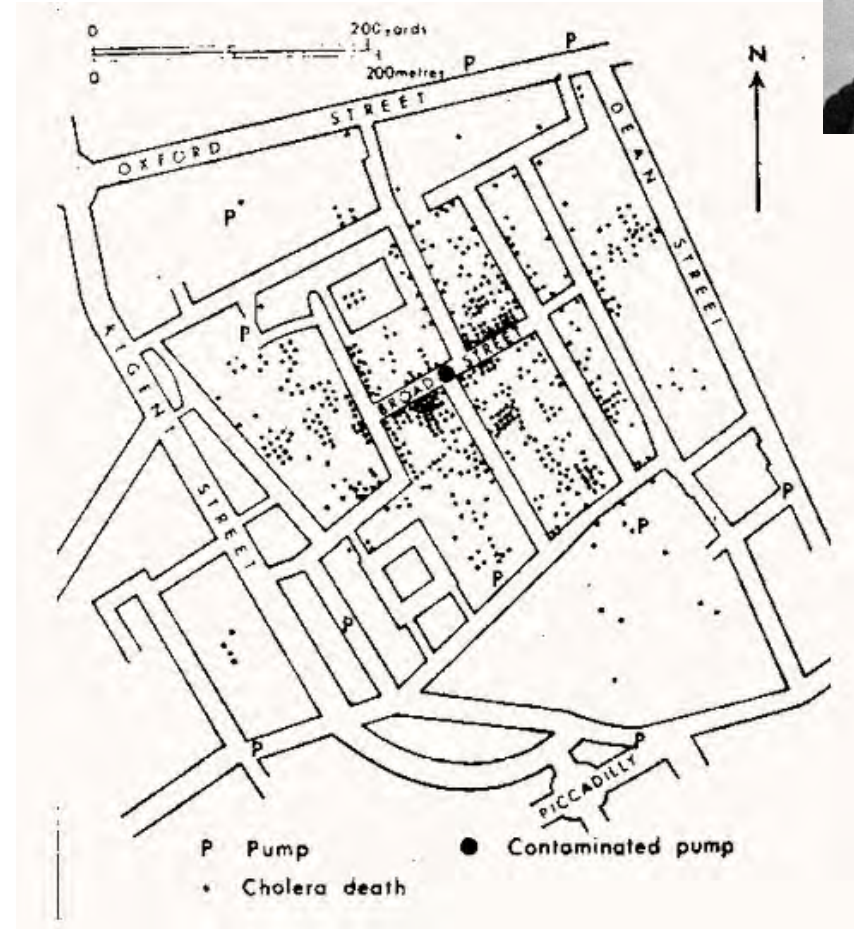 0 200 yards
0 200 metres
N
P
P
OXFORD STREET
DEAN STREET
P
P
REGENT STREET
BROAD STREET
P
P
P
P
P
P
PICCADILLY
P Pump
● Contaminated pump
• Cholera death